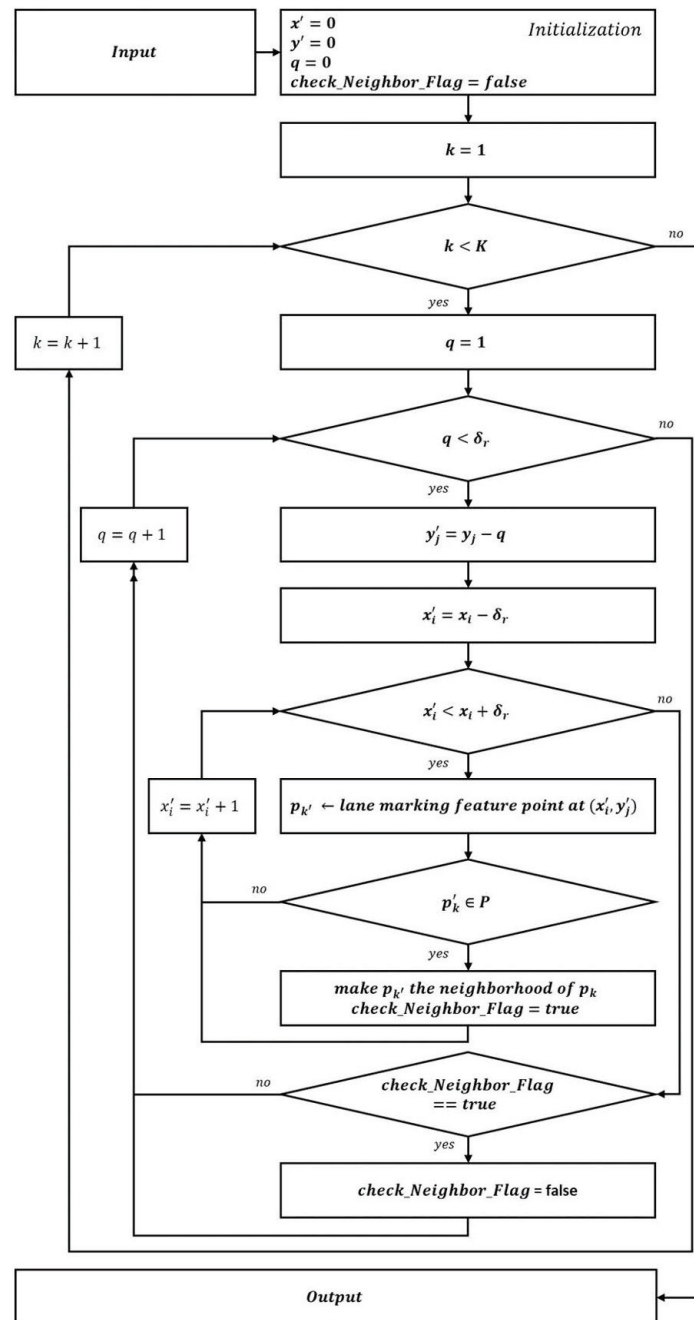 Input
Initialization
x′ = 0
y′ = 0
q = 0
check_Neighbor_Flag = false
k = 1
k < K
no
yes
k = k + 1
q = 1
q < δᵣ
no
yes
q = q + 1
y′ⱼ = yⱼ − q
x′ᵢ = xᵢ − δᵣ
x′ᵢ < xᵢ + δᵣ
no
yes
x′ᵢ = x′ᵢ + 1
pₖ′ ← lane marking feature point at (x′ᵢ, y′ⱼ)
p′ₖ ∈ P
no
yes
make pₖ′ the neighborhood of pₖ
check_Neighbor_Flag = true
check_Neighbor_Flag
== true
no
yes
check_Neighbor_Flag = false
Output